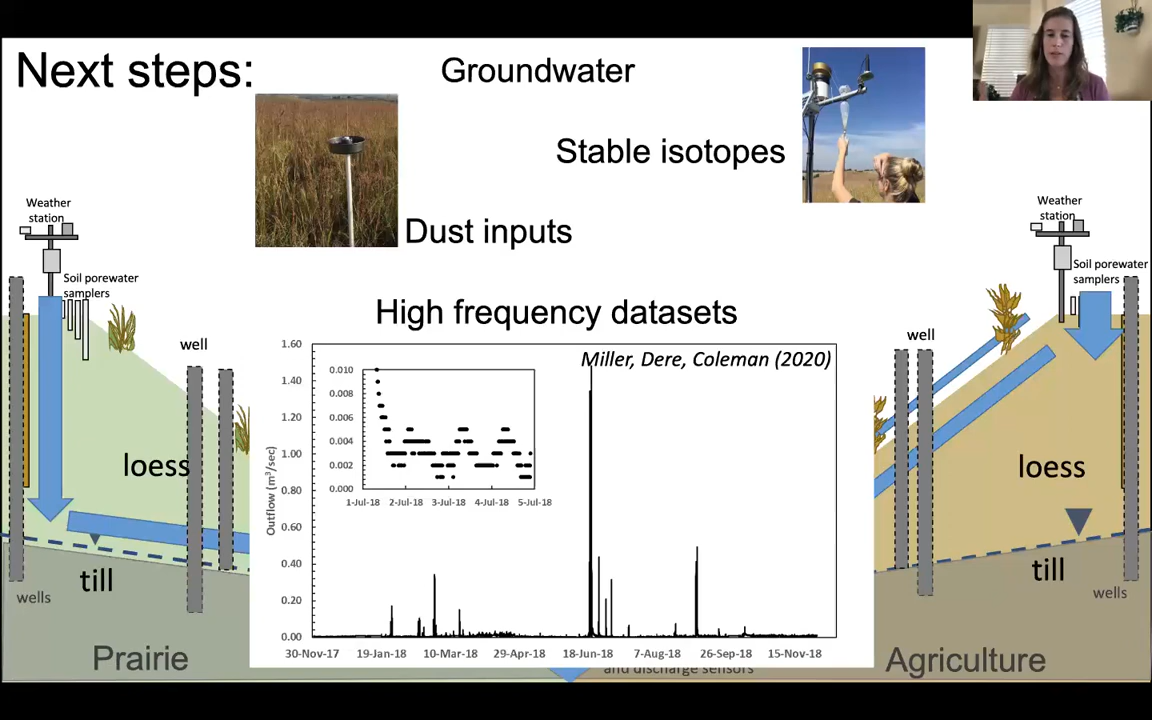 Next steps:
Groundwater
Stable isotopes
Dust inputs
Weather
station
Soil porewater
samplers
High frequency datasets
Weather
station
Soil porewater
samplers
well
well
Miller, Dere, Coleman (2020)
1.60
1.40
1.20
1.00
0.80
0.60
0.40
0.20
0.00
Outflow (m³/sec)
0.010
0.008
0.006
0.004
0.002
0.000
1-Jul-18 2-Jul-18 3-Jul-18 4-Jul-18 5-Jul-18
30-Nov-17 19-Jan-18 10-Mar-18 29-Apr-18 18-Jun-18 7-Aug-18 26-Sep-18 15-Nov-18
loess
loess
till
till
wells
wells
Prairie
Agriculture
and discharge sensors